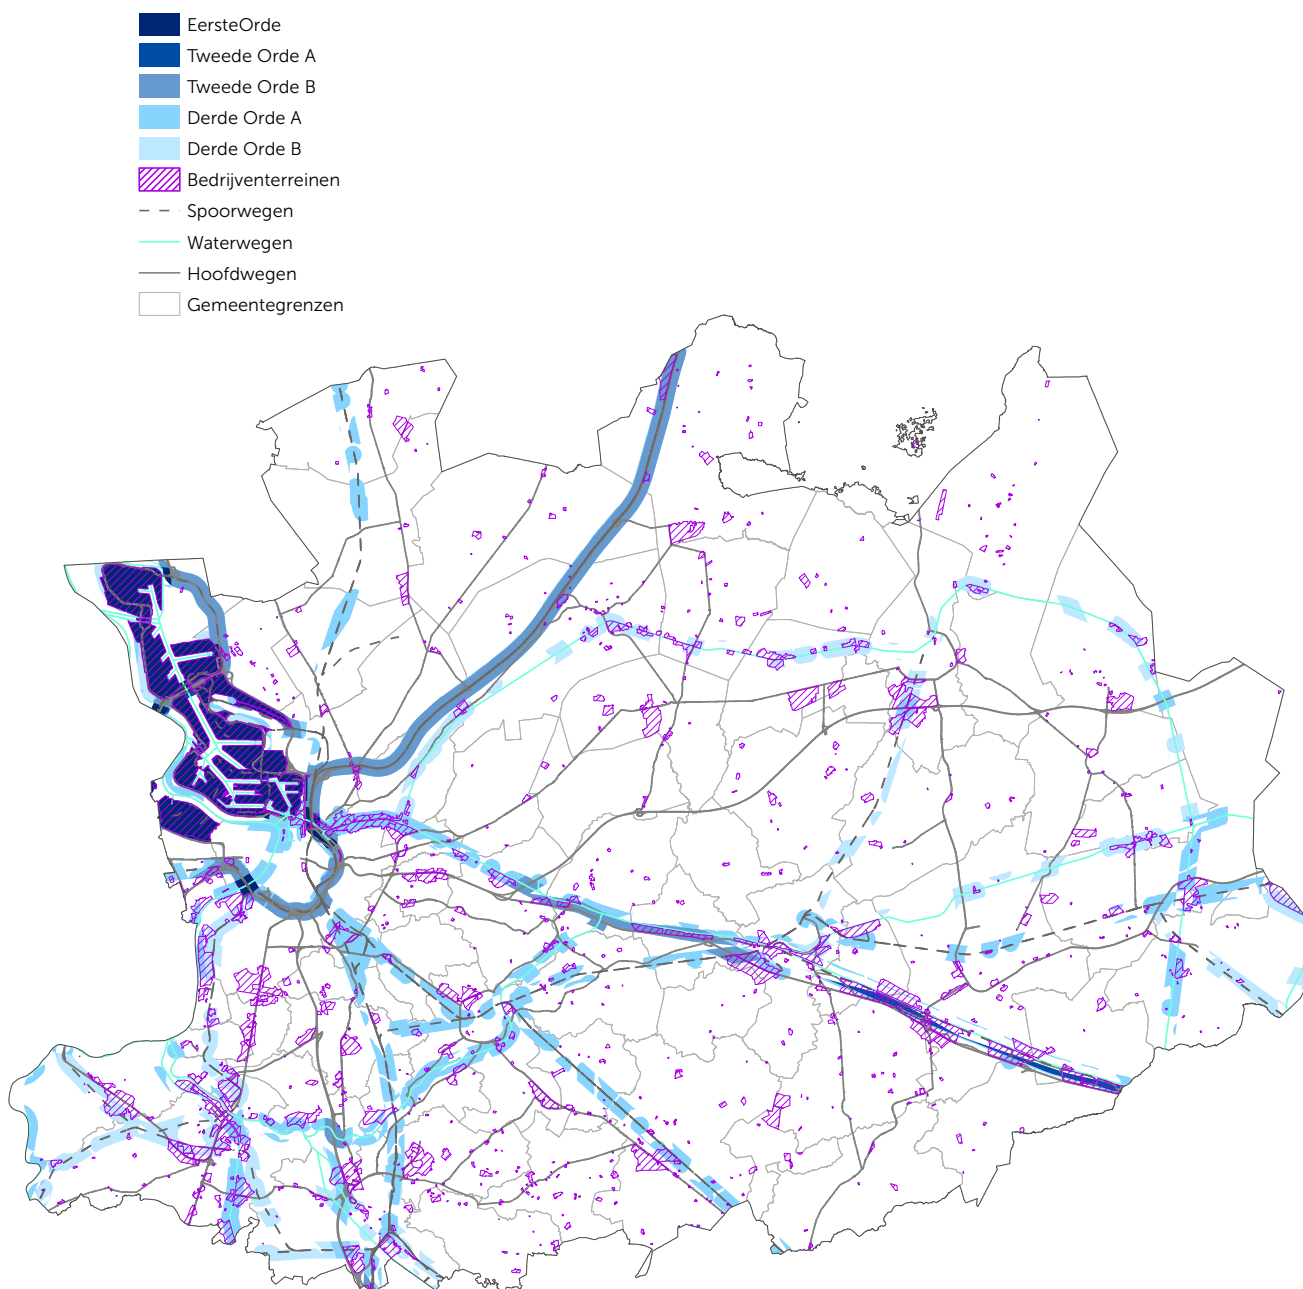 EersteOrde
Tweede Orde A
Tweede Orde B
Derde Orde A
Derde Orde B
Bedrijventerreinen
Spoorwegen
Waterwegen
Hoofdwegen
Gemeentegrenzen